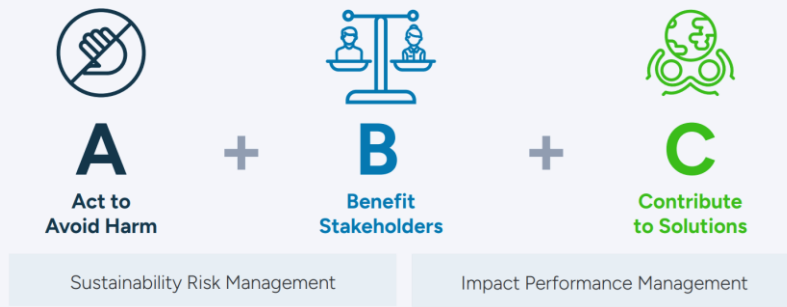 A + B + C
Act to
Avoid Harm
Benefit
Stakeholders
Contribute
to Solutions
Sustainability Risk Management
Impact Performance Management